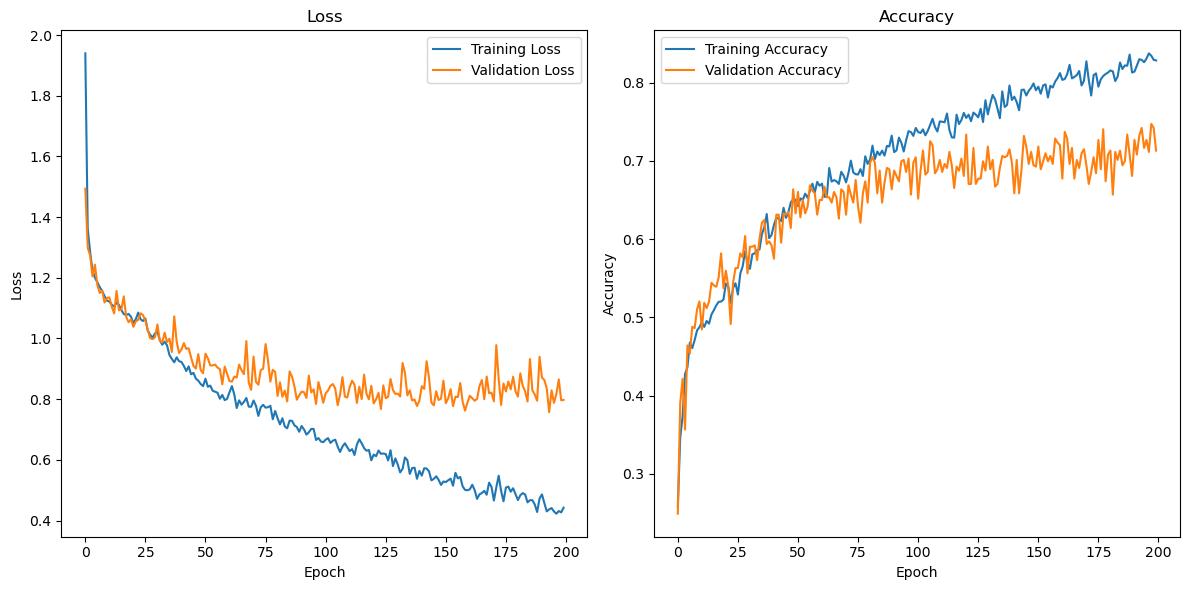 Loss
Training Loss
Validation Loss
2.0
1.8
1.6
1.4
1.2
1.0
0.8
0.6
0.4
Loss
0 25 50 75 100 125 150 175 200
Epoch
Accuracy
Training Accuracy
Validation Accuracy
0.8
0.7
0.6
0.5
0.4
0.3
Accuracy
0 25 50 75 100 125 150 175 200
Epoch